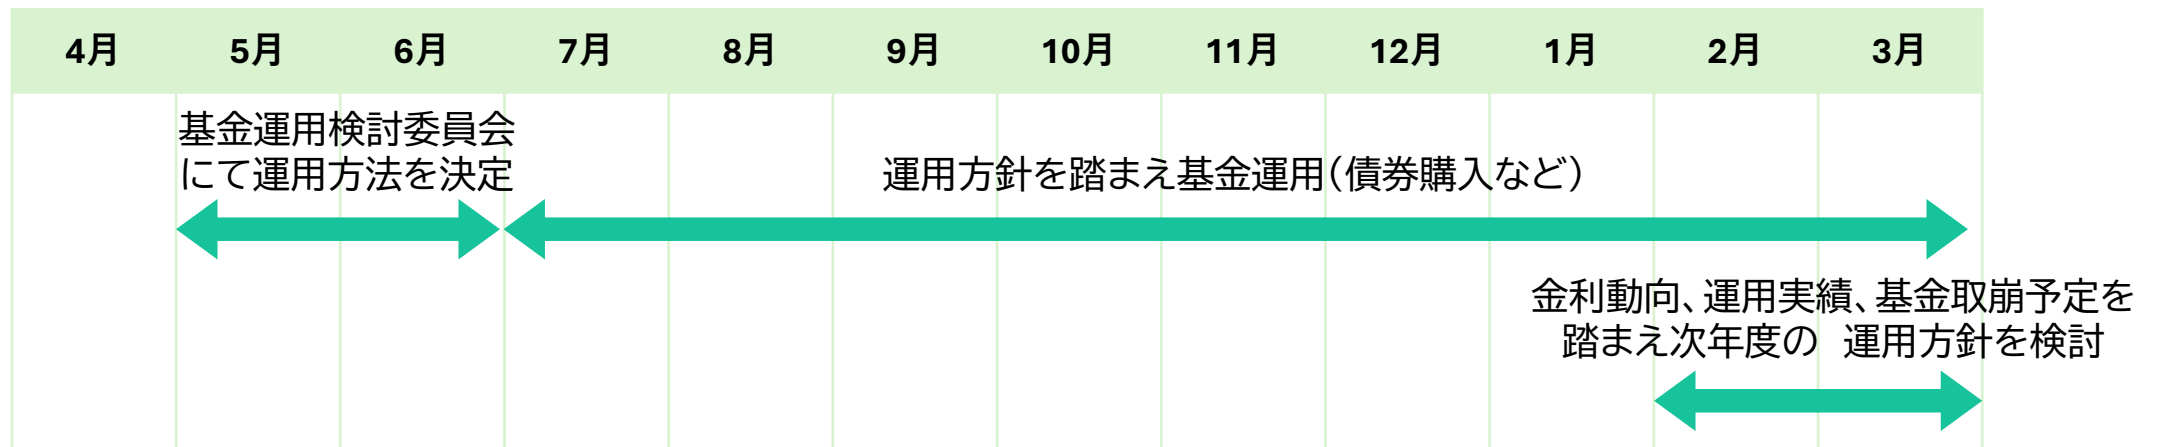 4月 5月 6月 7月 8月 9月 10月 11月 12月 1月 2月 3月
基金運用検討委員会
にて運用方法を決定
運用方針を踏まえ基金運用（債券購入など）
金利動向、運用実績、基金取崩予定を
踏まえ次年度の　運用方針を検討